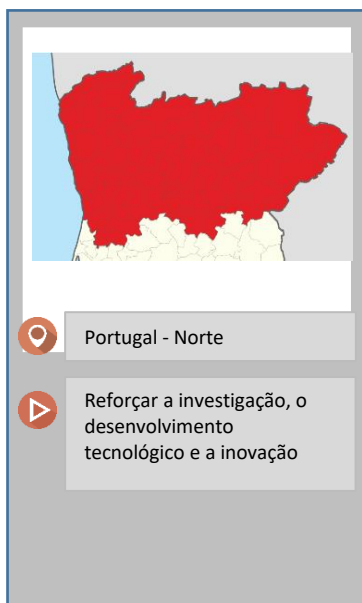 Portugal - Norte
Reforçar a investigação, o
desenvolvimento
tecnológico e a inovação